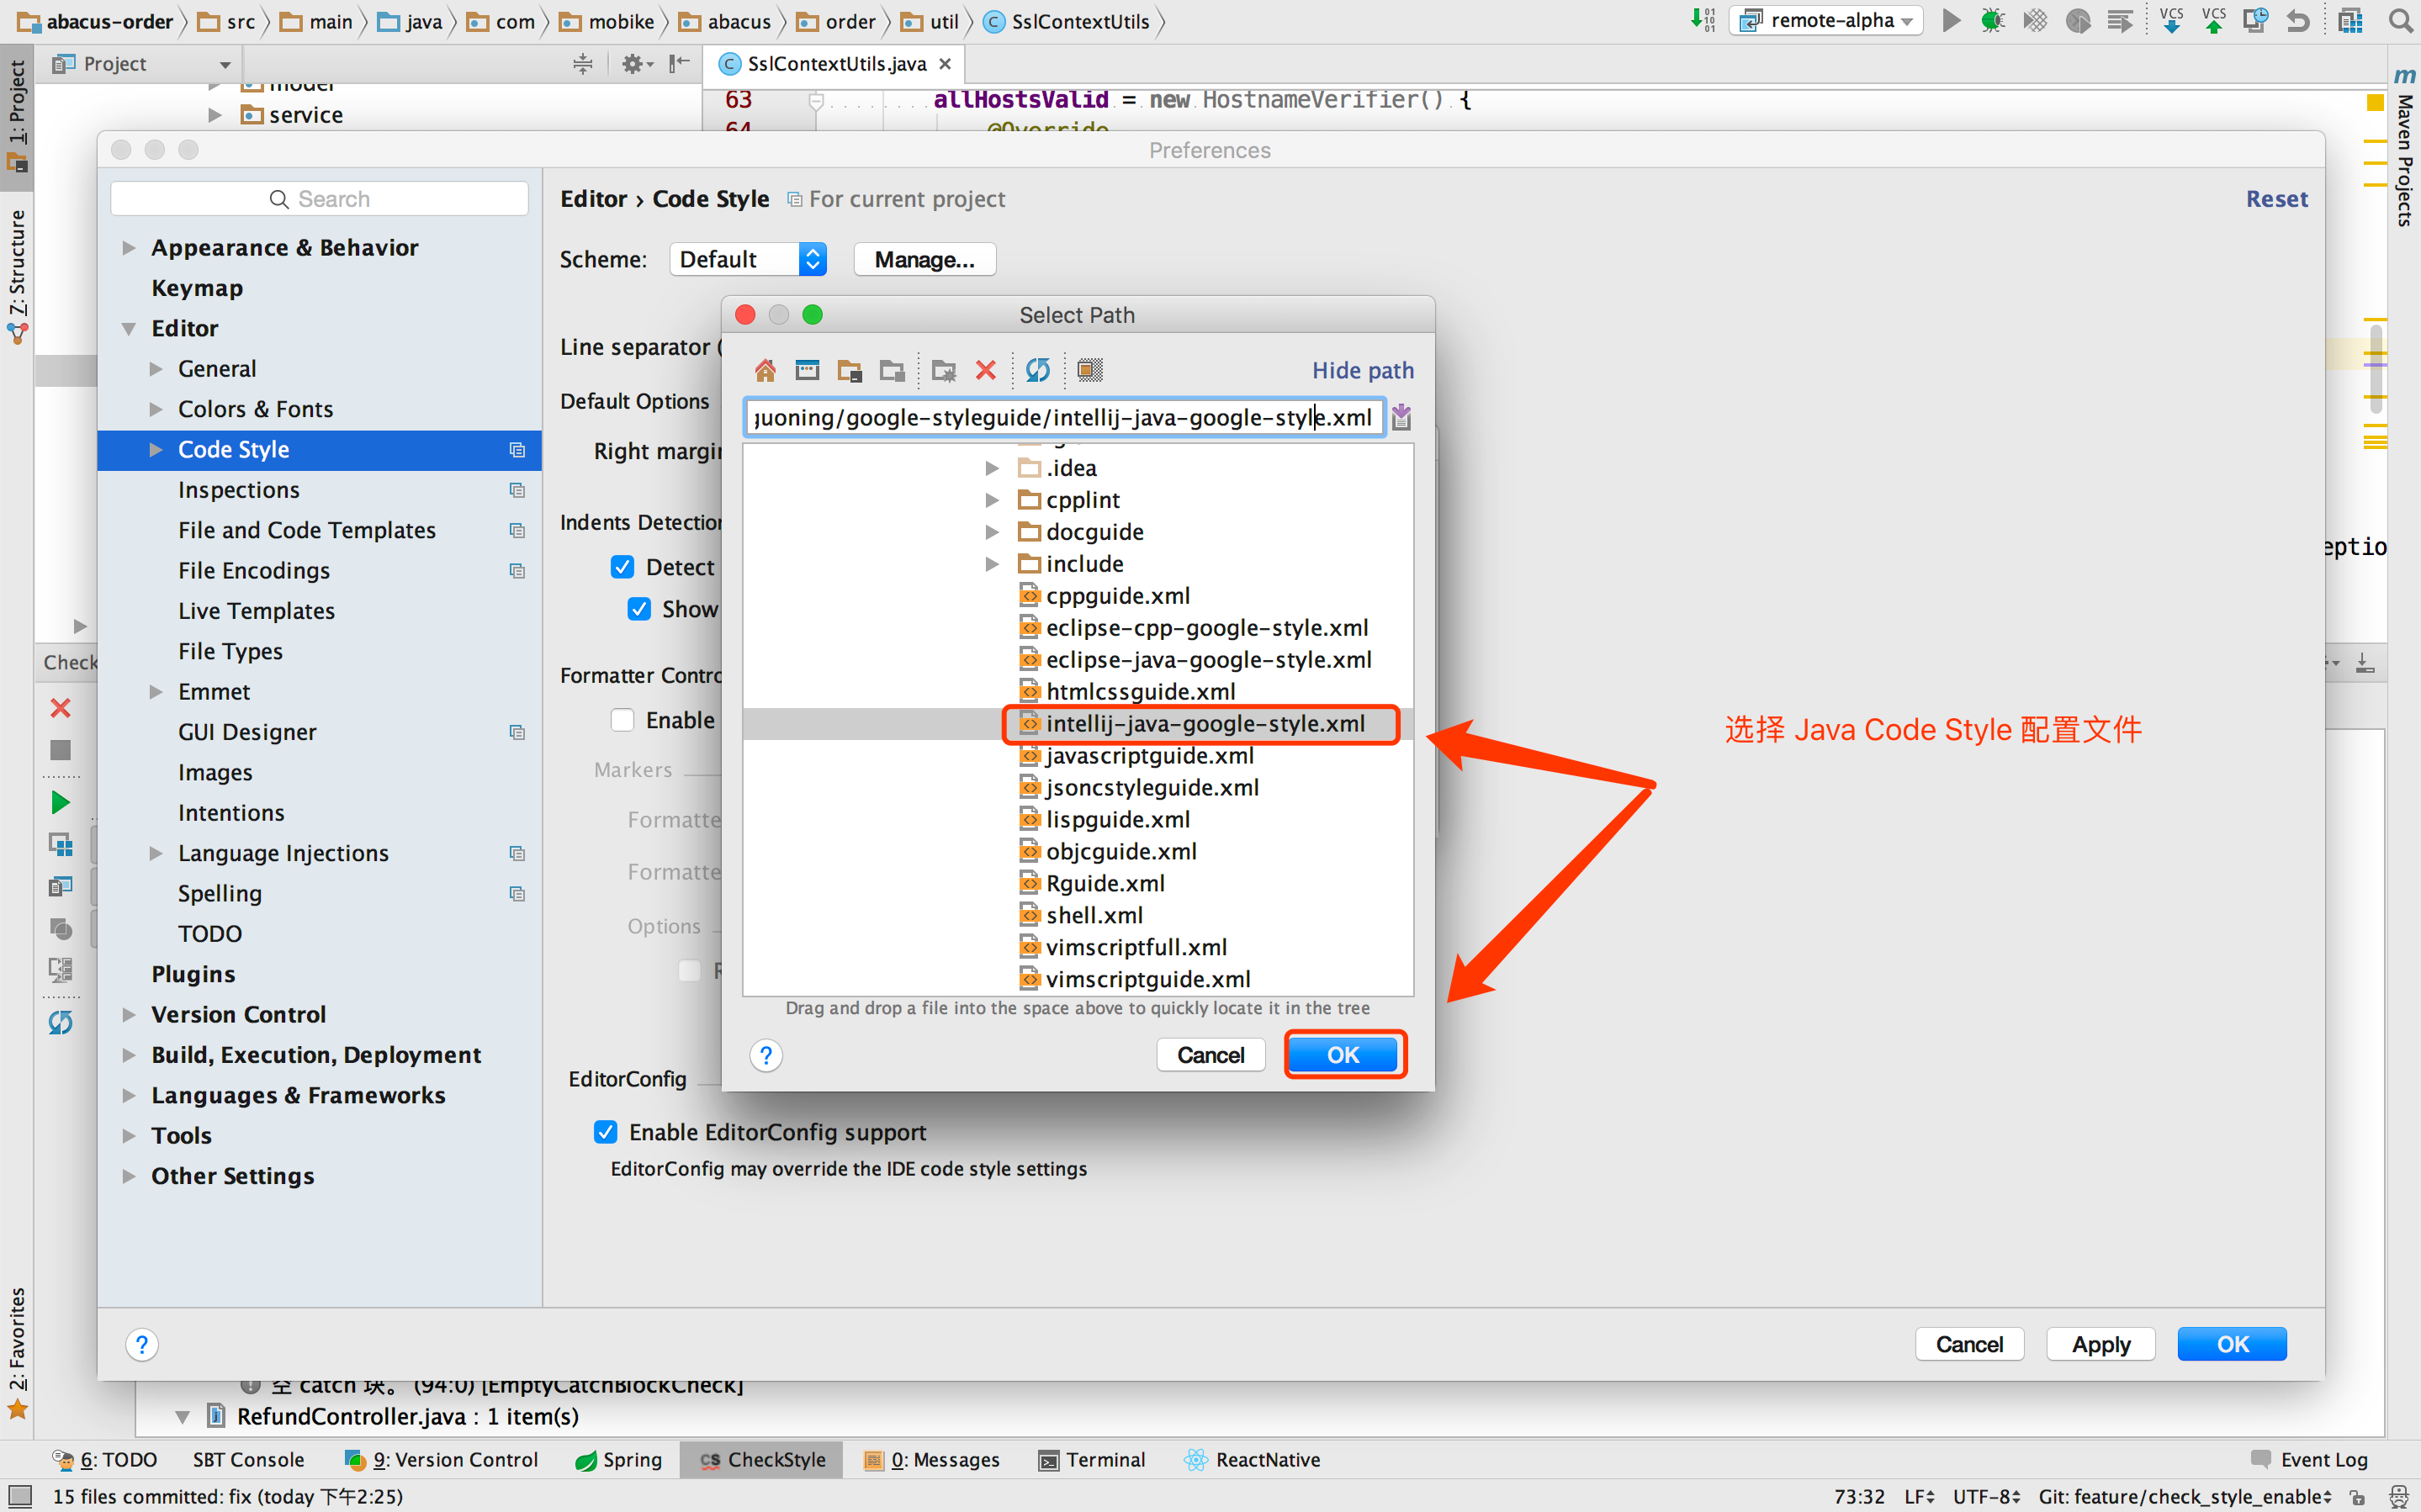 abacus-order src main java com mobike abacus order util SslContextUtils
remote-alpha
VCS VCS
Project
SslContextUtils.java
1: Project
7: Structure
2: Favorites
Maven Projects
model
service
63 allHostsValid = new HostnameVerifier() {
64 @Override
Preferences
Search
Appearance & Behavior
Keymap
Editor
General
Colors & Fonts
Code Style
Inspections
File and Code Templates
File Encodings
Live Templates
File Types
Emmet
GUI Designer
Images
Intentions
Language Injections
Spelling
TODO
Plugins
Version Control
Build, Execution, Deployment
Languages & Frameworks
Tools
Other Settings
Editor › Code Style For current project
Reset
Scheme: Default Manage...
Line separator (
Default Options
Right margin
Indents Detection
Detect
Show
Formatter Contro
Enable
Markers
Formatte
Formatte
Options
EditorConfig
Enable EditorConfig support
EditorConfig may override the IDE code style settings
Select Path
Hide path
guoning/google-styleguide/intellij-java-google-style.xml
.idea
cpplint
docguide
include
cppguide.xml
eclipse-cpp-google-style.xml
eclipse-java-google-style.xml
htmlcssguide.xml
intellij-java-google-style.xml
javascriptguide.xml
jsoncstyleguide.xml
lispguide.xml
objcguide.xml
Rguide.xml
shell.xml
vimscriptfull.xml
vimscriptguide.xml
Drag and drop a file into the space above to quickly locate it in the tree
? Cancel OK
选择 Java Code Style 配置文件
eptio
Check
? Cancel Apply OK
空 catch 块。 (94:0) [EmptyCatchBlockCheck]
RefundController.java : 1 item(s)
6: TODO SBT Console 9: Version Control Spring CheckStyle 0: Messages Terminal ReactNative Event Log
15 files committed: fix (today 下午2:25) 73:32 LF UTF-8 Git: feature/check_style_enable